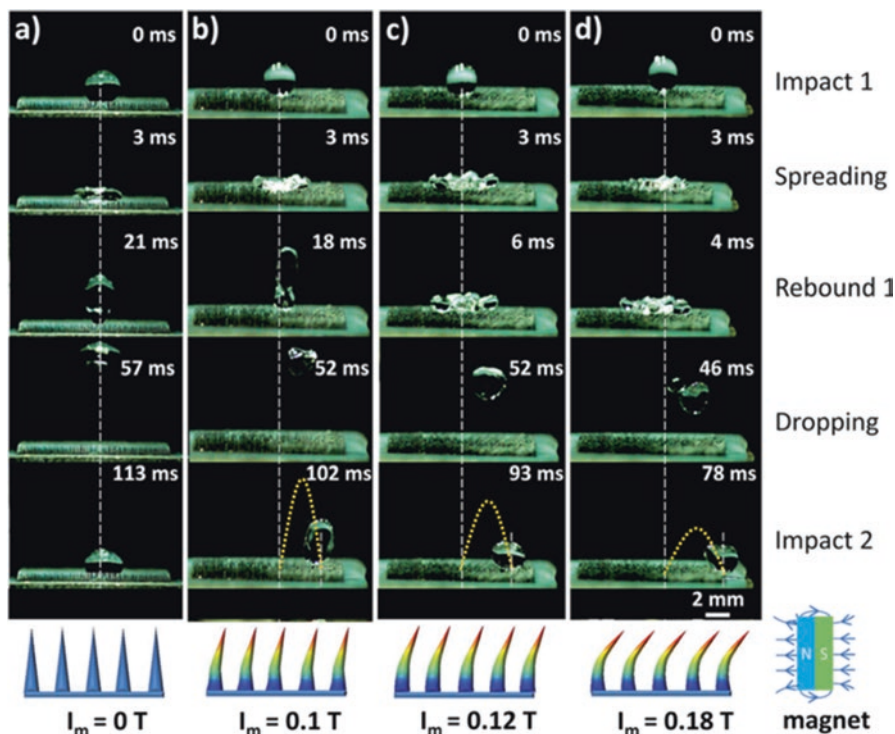 a) 0 ms b) 0 ms c) 0 ms d) 0 ms Impact 1
3 ms 3 ms 3 ms 3 ms Spreading
21 ms 18 ms 6 ms 4 ms Rebound 1
57 ms 52 ms 52 ms 46 ms Dropping
113 ms 102 ms 93 ms 78 ms Impact 2
2 mm
N S
Im = 0 T Im = 0.1 T Im = 0.12 T Im = 0.18 T magnet